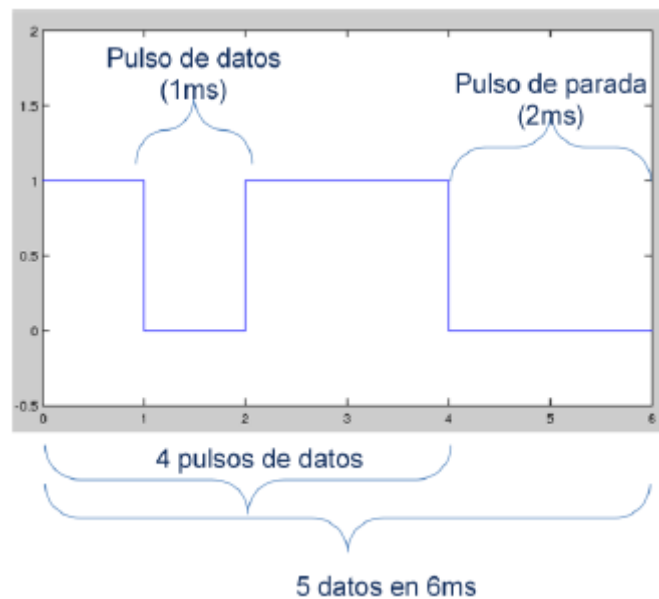 2
Pulso de datos
(1ms)
Pulso de parada
(2ms)
1.5
1
0.5
0
-0.5
0 1 2 3 4 5 6
4 pulsos de datos
5 datos en 6ms